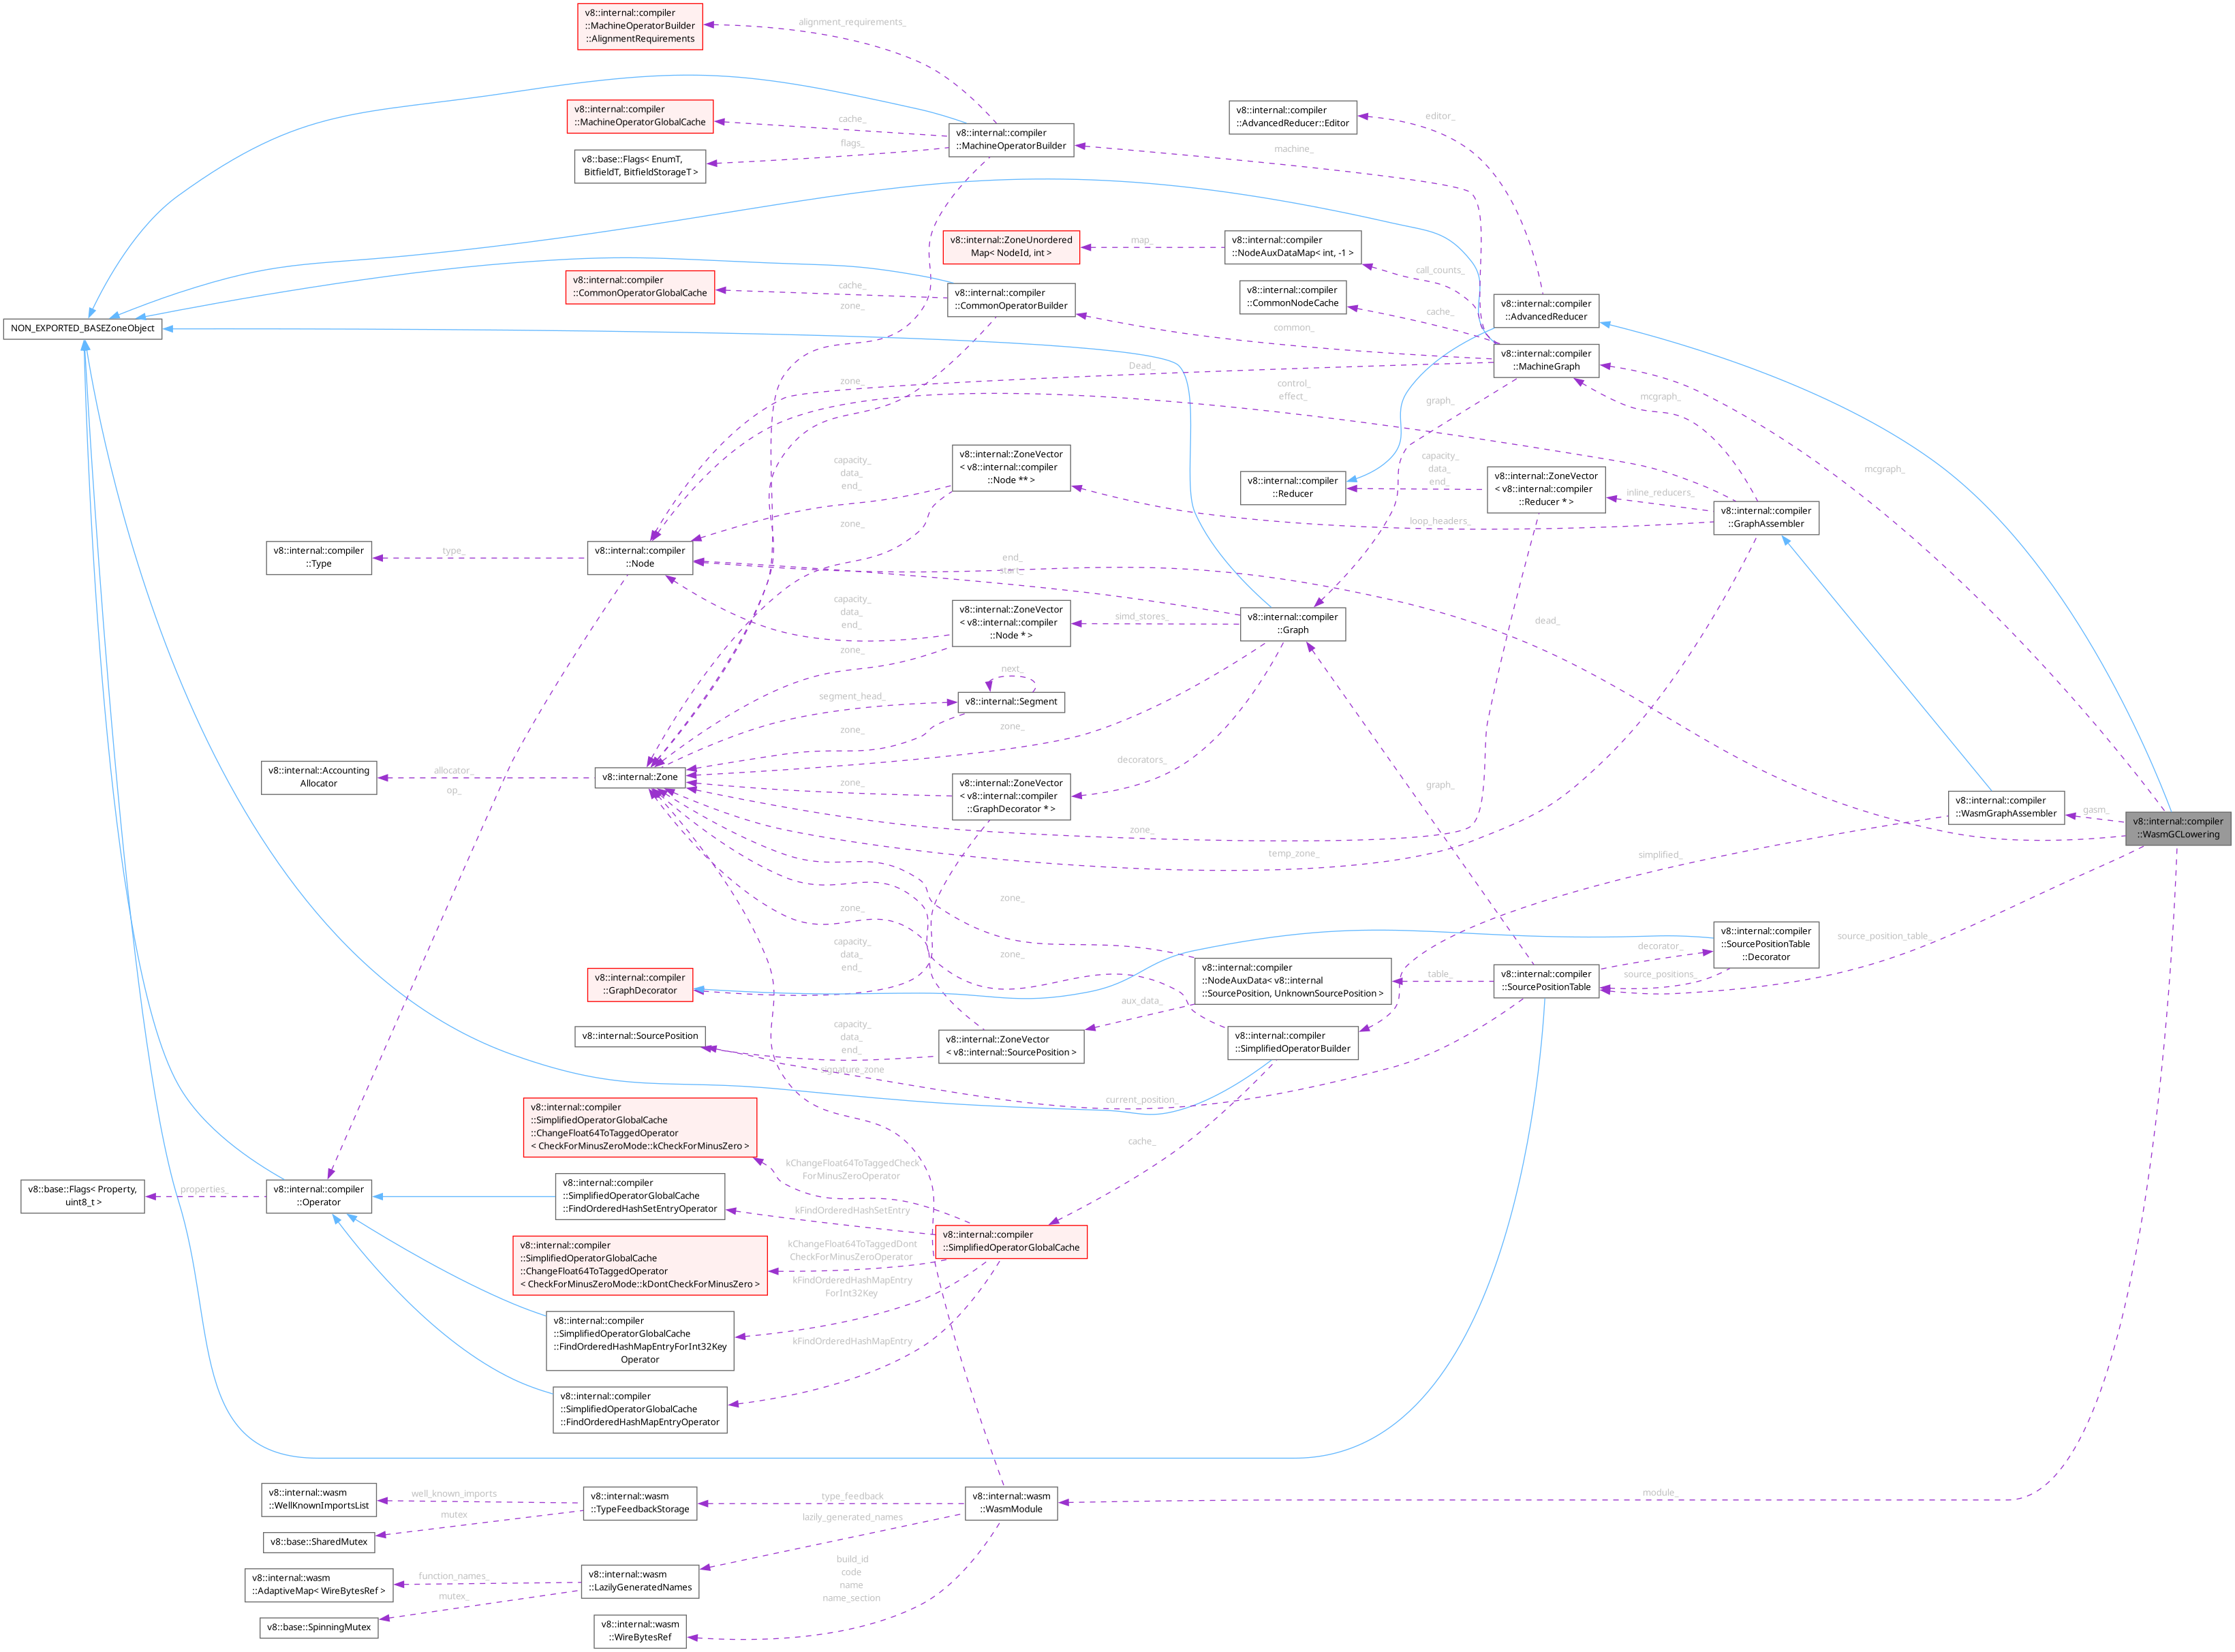 v8::internal::compiler
::MachineOperatorBuilder
::AlignmentRequirements
alignment_requirements_
v8::internal::compiler
::MachineOperatorGlobalCache
cache_
v8::base::Flags< EnumT,
BitfieldT, BitfieldStorageT >
flags_
v8::internal::compiler
::MachineOperatorBuilder
v8::internal::compiler
::AdvancedReducer::Editor
editor_
machine_
v8::internal::ZoneUnordered
Map< NodeId, int >
map_
v8::internal::compiler
::NodeAuxDataMap< int, -1 >
call_counts_
v8::internal::compiler
::CommonOperatorGlobalCache
cache_
zone_
v8::internal::compiler
::CommonOperatorBuilder
v8::internal::compiler
::CommonNodeCache
cache_
common_
v8::internal::compiler
::AdvancedReducer
NON_EXPORTED_BASEZoneObject
v8::internal::compiler
::MachineGraph
zone_
Dead_
control_
effect_
graph_
mcgraph_
mcgraph_
capacity_
data_
end_
v8::internal::ZoneVector
< v8::internal::compiler
::Node ** >
v8::internal::compiler
::Reducer
capacity_
data_
end_
v8::internal::ZoneVector
< v8::internal::compiler
::Reducer * >
inline_reducers_
loop_headers_
v8::internal::compiler
::GraphAssembler
zone_
v8::internal::compiler
::Type
type_
v8::internal::compiler
::Node
end_
start_
capacity_
data_
end_
zone_
v8::internal::ZoneVector
< v8::internal::compiler
::Node * >
simd_stores_
v8::internal::compiler
::Graph
dead_
next_
segment_head_
v8::internal::Segment
zone_
zone_
decorators_
v8::internal::Accounting
Allocator
allocator_
op_
v8::internal::Zone
zone_
v8::internal::ZoneVector
< v8::internal::compiler
::GraphDecorator * >
graph_
zone_
temp_zone_
v8::internal::compiler
::WasmGraphAssembler
gasm_
v8::internal::compiler
::WasmGCLowering
simplified_
zone_
zone_
zone_
capacity_
data_
end_
v8::internal::compiler
::GraphDecorator
v8::internal::compiler
::NodeAuxData< v8::internal
::SourcePosition, UnknownSourcePosition >
table_
v8::internal::compiler
::SourcePositionTable
decorator_
source_positions_
v8::internal::compiler
::SourcePositionTable
::Decorator
source_position_table_
aux_data_
v8::internal::SourcePosition
capacity_
data_
end_
signature_zone
v8::internal::ZoneVector
< v8::internal::SourcePosition >
v8::internal::compiler
::SimplifiedOperatorBuilder
current_position_
cache_
v8::internal::compiler
::SimplifiedOperatorGlobalCache
::ChangeFloat64ToTaggedOperator
< CheckForMinusZeroMode::kCheckForMinusZero >
kChangeFloat64ToTaggedCheck
ForMinusZeroOperator
v8::base::Flags< Property,
uint8_t >
properties_
v8::internal::compiler
::Operator
v8::internal::compiler
::SimplifiedOperatorGlobalCache
::FindOrderedHashSetEntryOperator
kFindOrderedHashSetEntry
v8::internal::compiler
::SimplifiedOperatorGlobalCache
v8::internal::compiler
::SimplifiedOperatorGlobalCache
::ChangeFloat64ToTaggedOperator
< CheckForMinusZeroMode::kDontCheckForMinusZero >
kChangeFloat64ToTaggedDont
CheckForMinusZeroOperator
kFindOrderedHashMapEntry
ForInt32Key
v8::internal::compiler
::SimplifiedOperatorGlobalCache
::FindOrderedHashMapEntryForInt32Key
Operator
kFindOrderedHashMapEntry
v8::internal::compiler
::SimplifiedOperatorGlobalCache
::FindOrderedHashMapEntryOperator
v8::internal::wasm
::WellKnownImportsList
well_known_imports
mutex
v8::internal::wasm
::TypeFeedbackStorage
type_feedback
lazily_generated_names
v8::internal::wasm
::WasmModule
module_
v8::base::SharedMutex
v8::internal::wasm
::AdaptiveMap< WireBytesRef >
function_names_
mutex_
v8::internal::wasm
::LazilyGeneratedNames
build_id
code
name
name_section
v8::base::SpinningMutex
v8::internal::wasm
::WireBytesRef